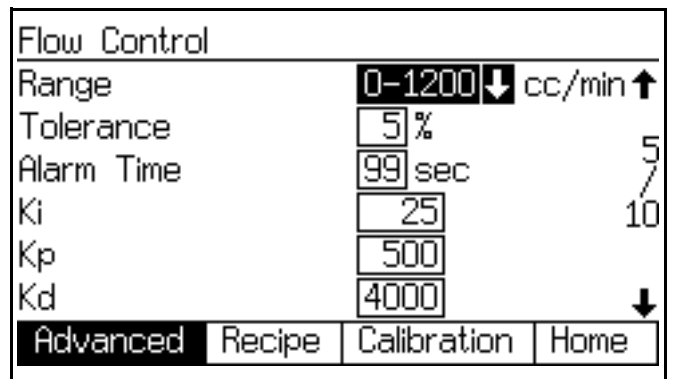 Flow Control
Range 0-1200 cc/min
Tolerance 5 %
Alarm Time 99 sec
Ki 25
Kp 500
Kd 4000
5/10
Advanced Recipe Calibration Home